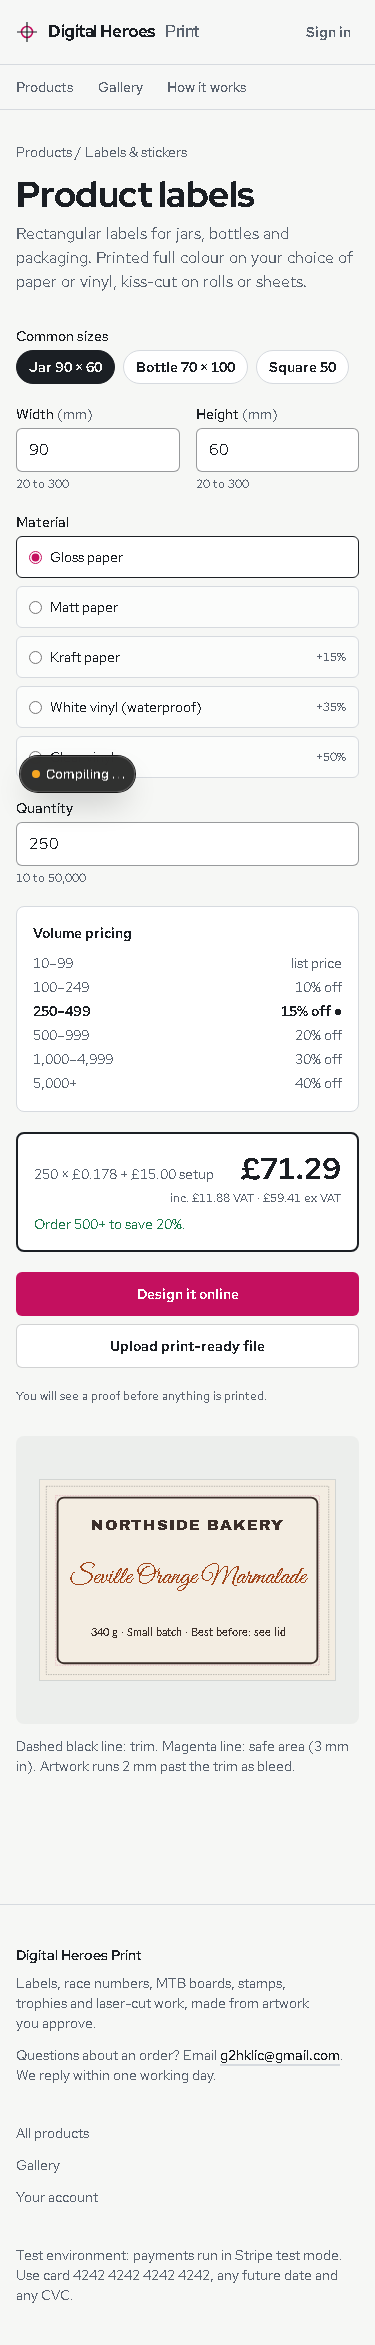 Digital Heroes Print
Sign in
Products Gallery How it works
Products / Labels & stickers
Product labels
Rectangular labels for jars, bottles and
packaging. Printed full colour on your choice of
paper or vinyl, kiss-cut on rolls or sheets.
Common sizes
Jar 90 × 60 Bottle 70 × 100 Square 50
Width (mm) Height (mm)
90 60
20 to 300 20 to 300
Material
Gloss paper
Matt paper
Kraft paper +15%
White vinyl (waterproof) +35%
+50%
Compiling ...
Quantity
250
10 to 50,000
Volume pricing
10–99 list price
100–249 10% off
250–499 15% off ●
500–999 20% off
1,000–4,999 30% off
5,000+ 40% off
250 × £0.178 + £15.00 setup £71.29
inc. £11.88 VAT · £59.41 ex VAT
Order 500+ to save 20%.
Design it online
Upload print-ready file
You will see a proof before anything is printed.
NORTHSIDE BAKERY
Seville Orange Marmalade
340 g · Small batch · Best before: see lid
Dashed black line: trim. Magenta line: safe area (3 mm
in). Artwork runs 2 mm past the trim as bleed.
Digital Heroes Print
Labels, race numbers, MTB boards, stamps,
trophies and laser-cut work, made from artwork
you approve.
Questions about an order? Email g2hklic@gmail.com.
We reply within one working day.
All products
Gallery
Your account
Test environment: payments run in Stripe test mode.
Use card 4242 4242 4242 4242, any future date and
any CVC.